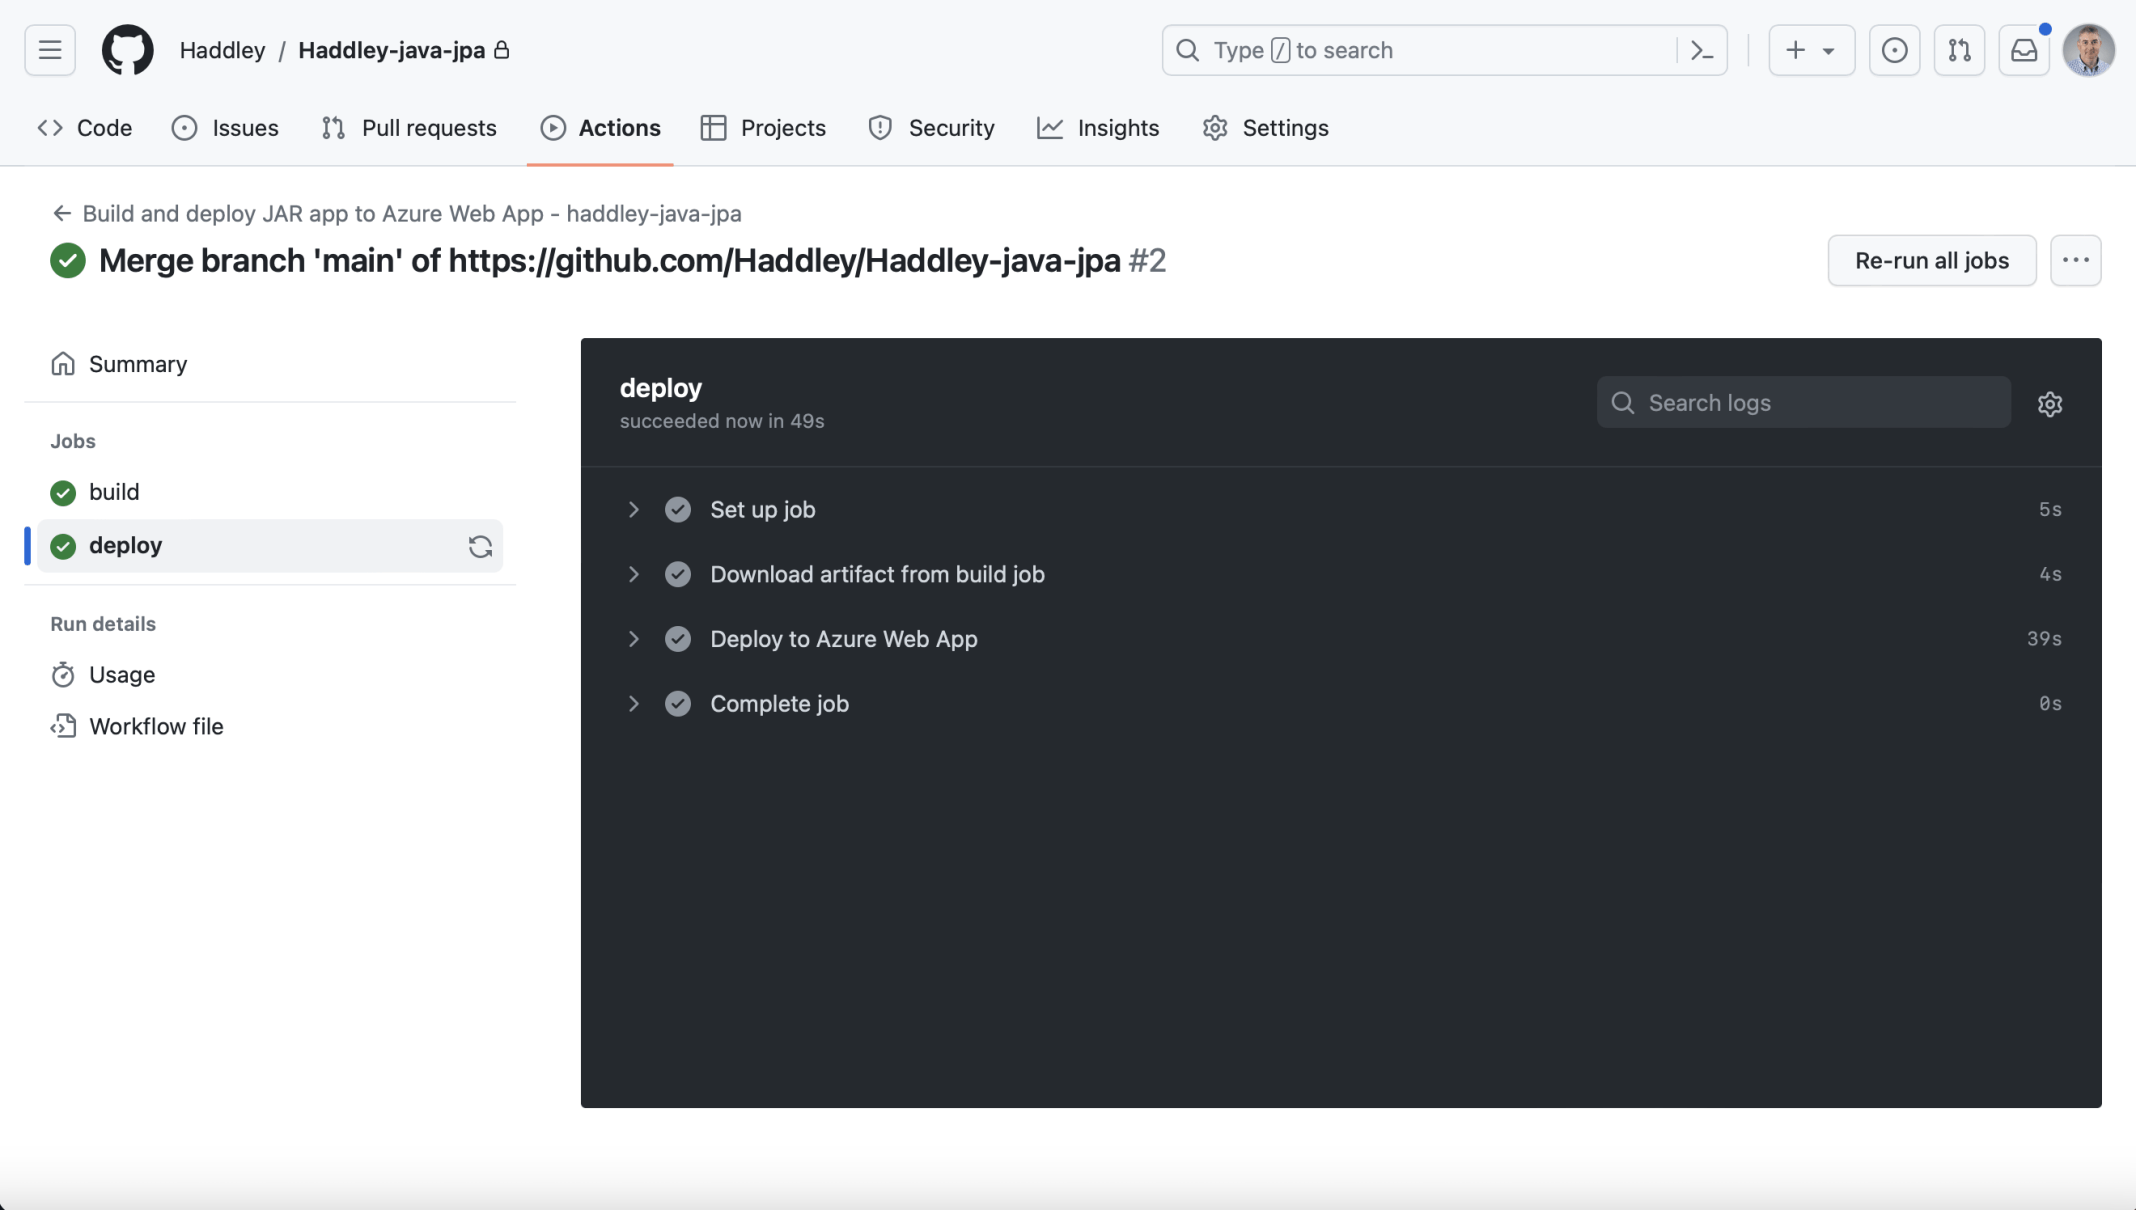 Haddley / Haddley-java-jpa
Type / to search
Code Issues Pull requests Actions Projects Security Insights Settings
Build and deploy JAR app to Azure Web App - haddley-java-jpa
Merge branch 'main' of https://github.com/Haddley/Haddley-java-jpa #2
Re-run all jobs
Summary
Jobs
build
deploy
Run details
Usage
Workflow file
deploy
succeeded now in 49s
Search logs
Set up job 5s
Download artifact from build job 4s
Deploy to Azure Web App 39s
Complete job 0s